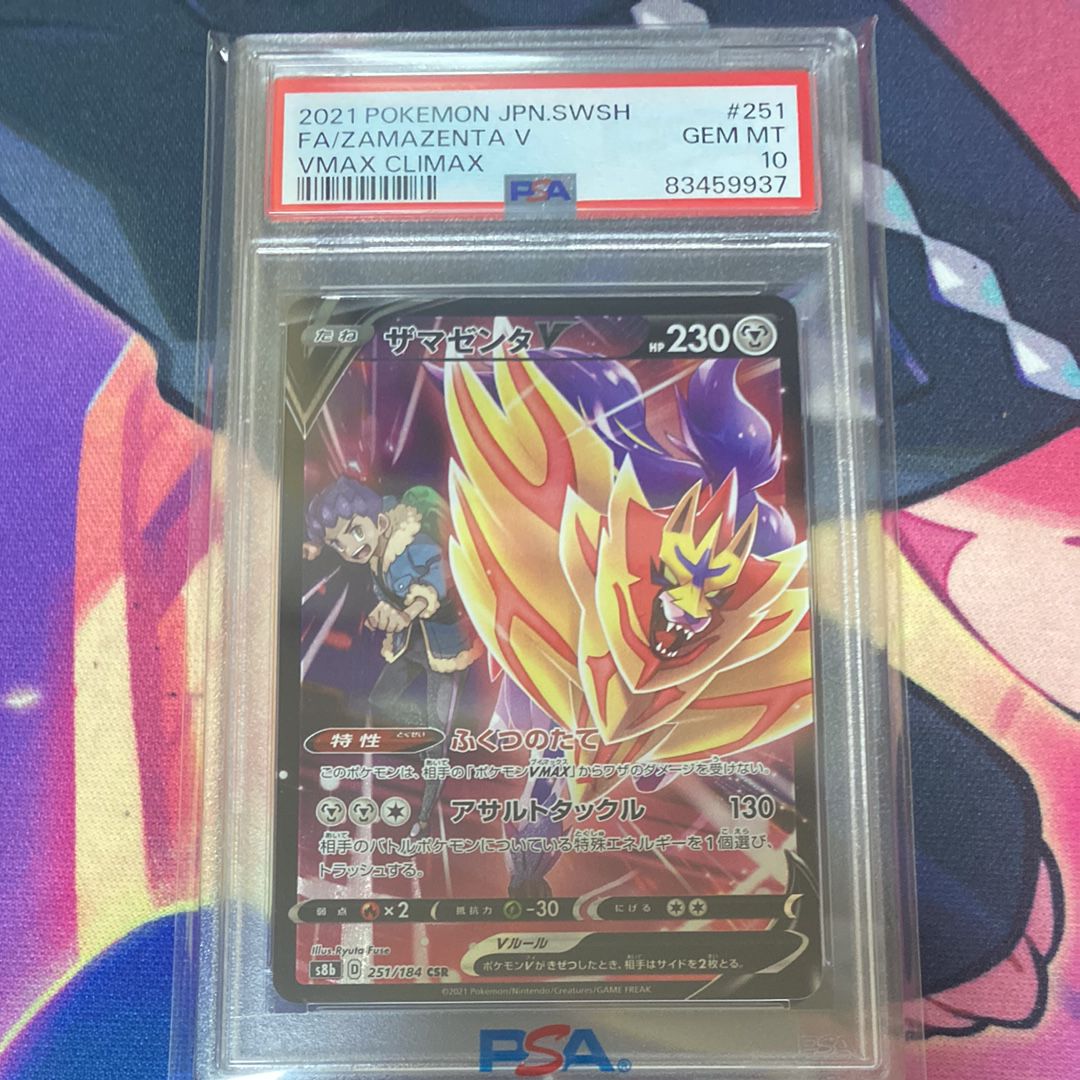 2021 POKEMON JPN.SWSH #251
FA/ZAMAZENTA V GEM MT
VMAX CLIMAX 10
PSA 83459937
たね ザマゼンタV HP 230
特性 とくせい ふくつのたて
このポケモンは、相手の「ポケモンVMAX」からワザのダメージを受けない。
アサルトタックル 130
相手のバトルポケモンについている特殊エネルギーを1個選び、
トラッシュする。
弱点 ×2 抵抗力 -30 にげる
Vルール
ポケモンVがきぜつしたとき、相手はサイドを2枚とる。
Illus.Ryuta Fuse
s8b D 251/184 CSR
©2021 Pokémon/Nintendo/Creatures/GAME FREAK
PSA®
PSA